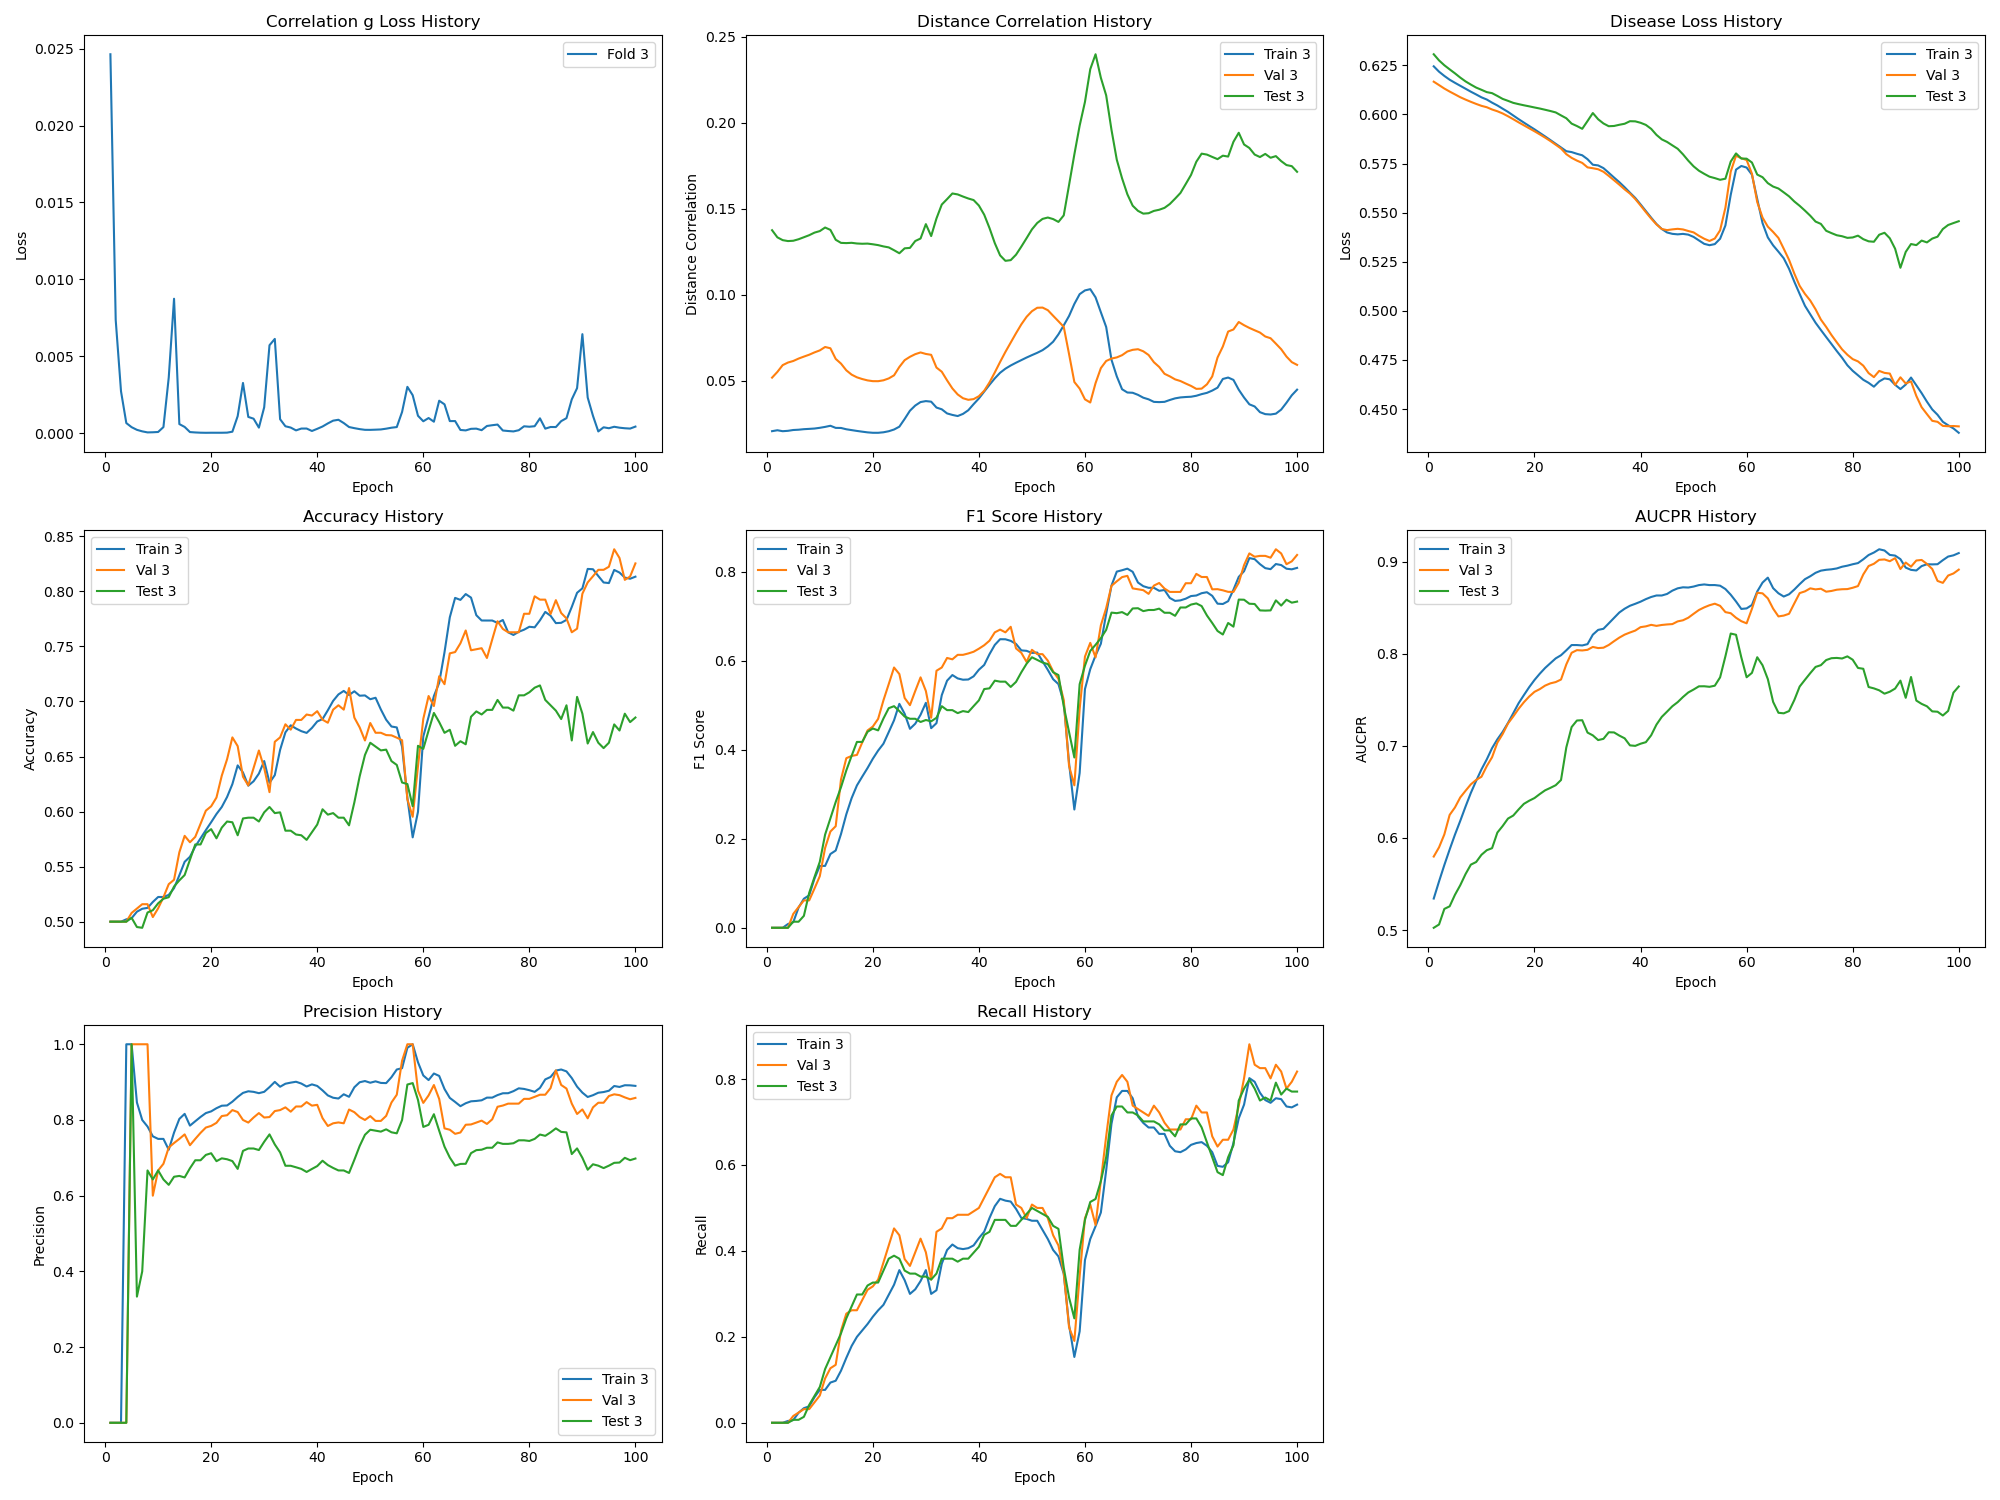 Correlation g Loss History
Loss
0.025
0.020
0.015
0.010
0.005
0.000
Fold 3
0 20 40 60 80 100
Epoch
Distance Correlation History
Distance Correlation
0.25
0.20
0.15
0.10
0.05
Train 3
Val 3
Test 3
0 20 40 60 80 100
Epoch
Disease Loss History
Loss
0.625
0.600
0.575
0.550
0.525
0.500
0.475
0.450
Train 3
Val 3
Test 3
0 20 40 60 80 100
Epoch
Accuracy History
Accuracy
0.85
0.80
0.75
0.70
0.65
0.60
0.55
0.50
Train 3
Val 3
Test 3
0 20 40 60 80 100
Epoch
F1 Score History
F1 Score
0.8
0.6
0.4
0.2
0.0
Train 3
Val 3
Test 3
0 20 40 60 80 100
Epoch
AUCPR History
AUCPR
0.9
0.8
0.7
0.6
0.5
Train 3
Val 3
Test 3
0 20 40 60 80 100
Epoch
Precision History
Precision
1.0
0.8
0.6
0.4
0.2
0.0
Train 3
Val 3
Test 3
0 20 40 60 80 100
Epoch
Recall History
Recall
0.8
0.6
0.4
0.2
0.0
Train 3
Val 3
Test 3
0 20 40 60 80 100
Epoch